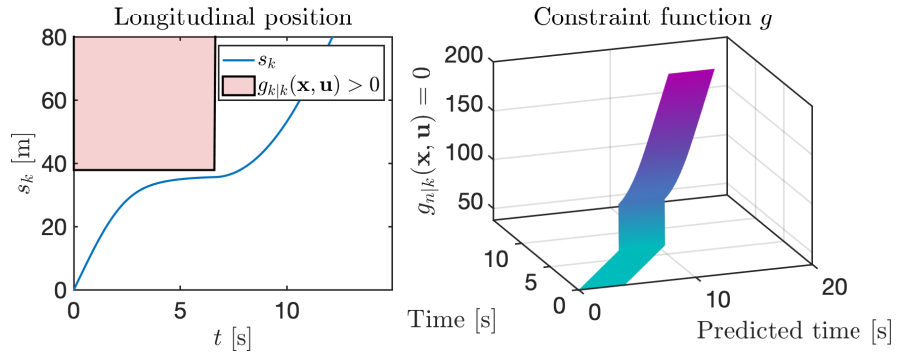 Longitudinal position
80
60
40
20
0
s_k [m]
0
5
10
t [s]
s_k
g_{k|k}(x, u) > 0
Constraint function g
200
150
100
50
g_{n|k}(x, u) = 0
10
5
0
Time [s]
0
10
20
Predicted time [s]